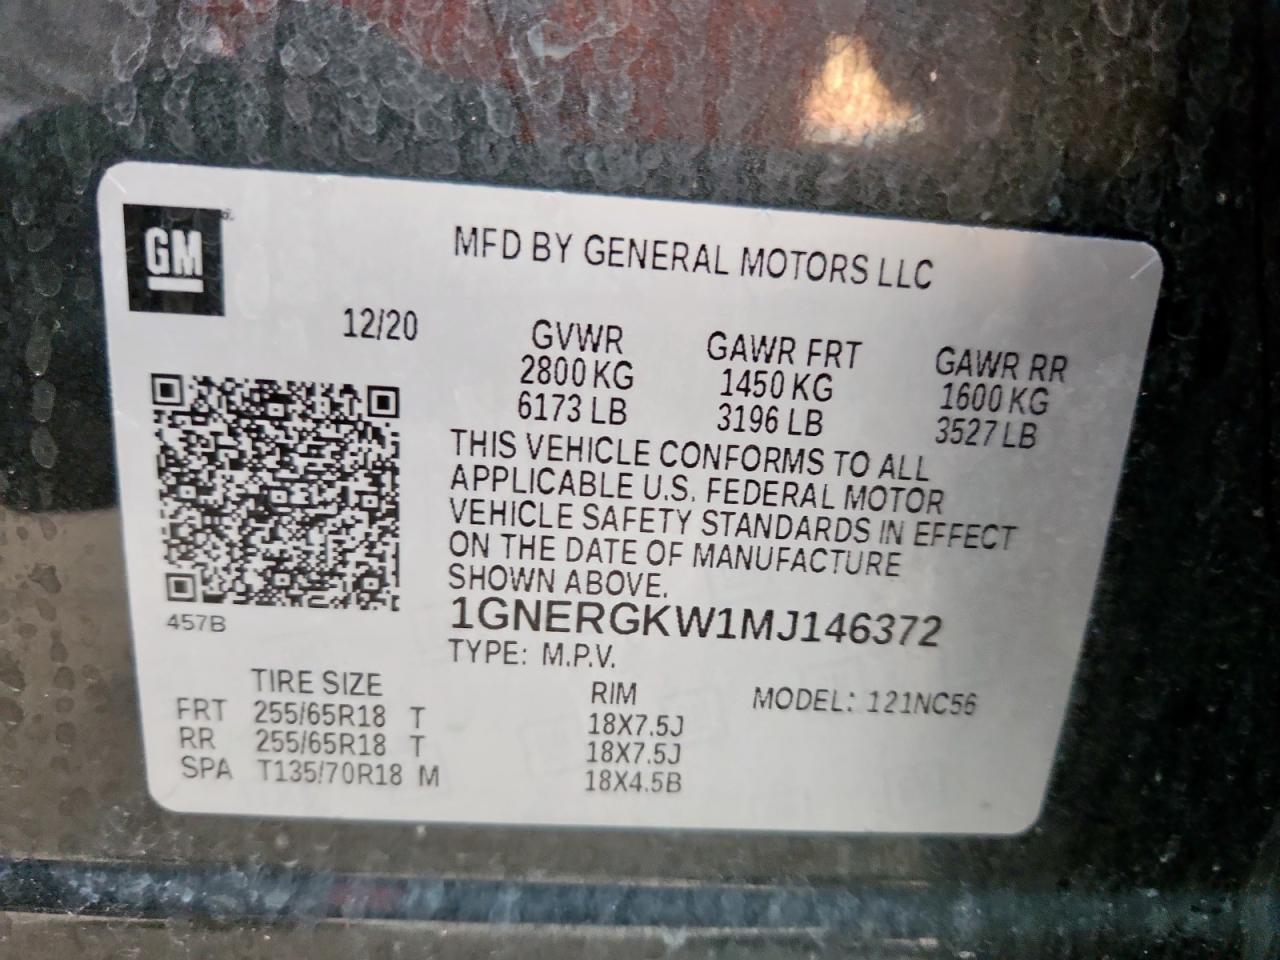 GM
MFD BY GENERAL MOTORS LLC
12/20
GVWR GAWR FRT GAWR RR
2800 KG 1450 KG 1600 KG
6173 LB 3196 LB 3527 LB
THIS VEHICLE CONFORMS TO ALL
APPLICABLE U.S. FEDERAL MOTOR
VEHICLE SAFETY STANDARDS IN EFFECT
ON THE DATE OF MANUFACTURE
SHOWN ABOVE.
1GNERGKW1MJ146372
457B
TYPE: M.P.V.
TIRE SIZE RIM MODEL: 121NC56
FRT 255/65R18 T 18X7.5J
RR 255/65R18 T 18X7.5J
SPA T135/70R18 M 18X4.5B